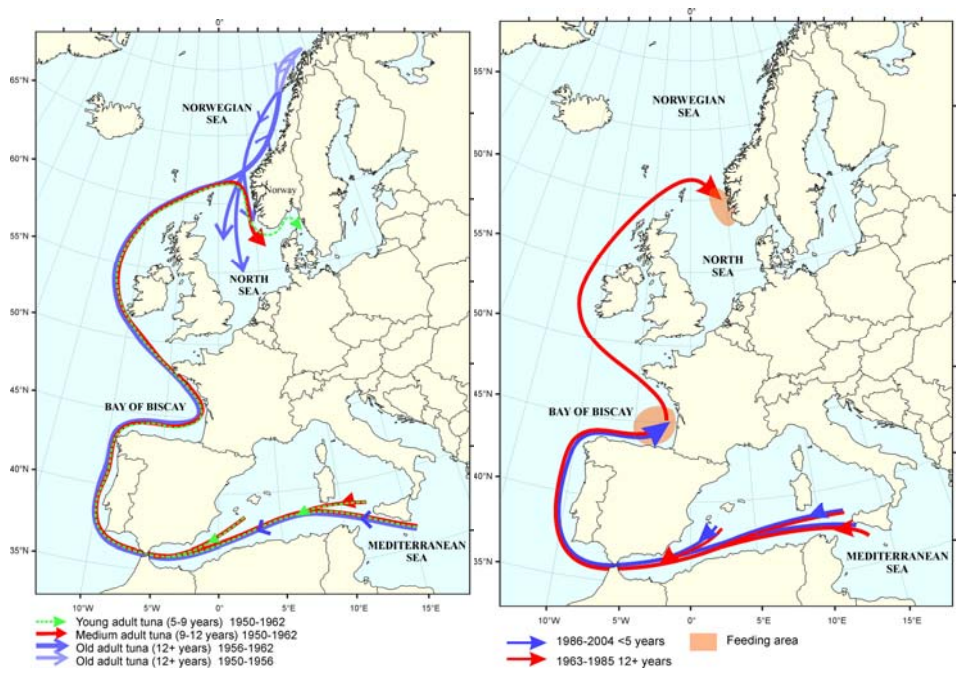 0°
65°N
60°N
55°N
50°N
45°N
40°N
35°N
NORWEGIAN
SEA
Norway
NORTH
SEA
BAY OF BISCAY
MEDITERRANEAN
SEA
10°W
5°W
0°
5°E
10°E
15°E
Young adult tuna (5-9 years) 1950-1962
Medium adult tuna (9-12 years) 1950-1962
Old adult tuna (12+ years) 1956-1962
Old adult tuna (12+ years) 1950-1956
0°
55°N
60°N
55°N
50°N
45°N
40°N
35°N
NORWEGIAN
SEA
NORTH
SEA
BAY OF BISCAY
MEDITERRANEAN
SEA
10°W
5°W
0°
5°E
10°E
15°E
1986-2004 <5 years
1963-1985 12+ years
Feeding area